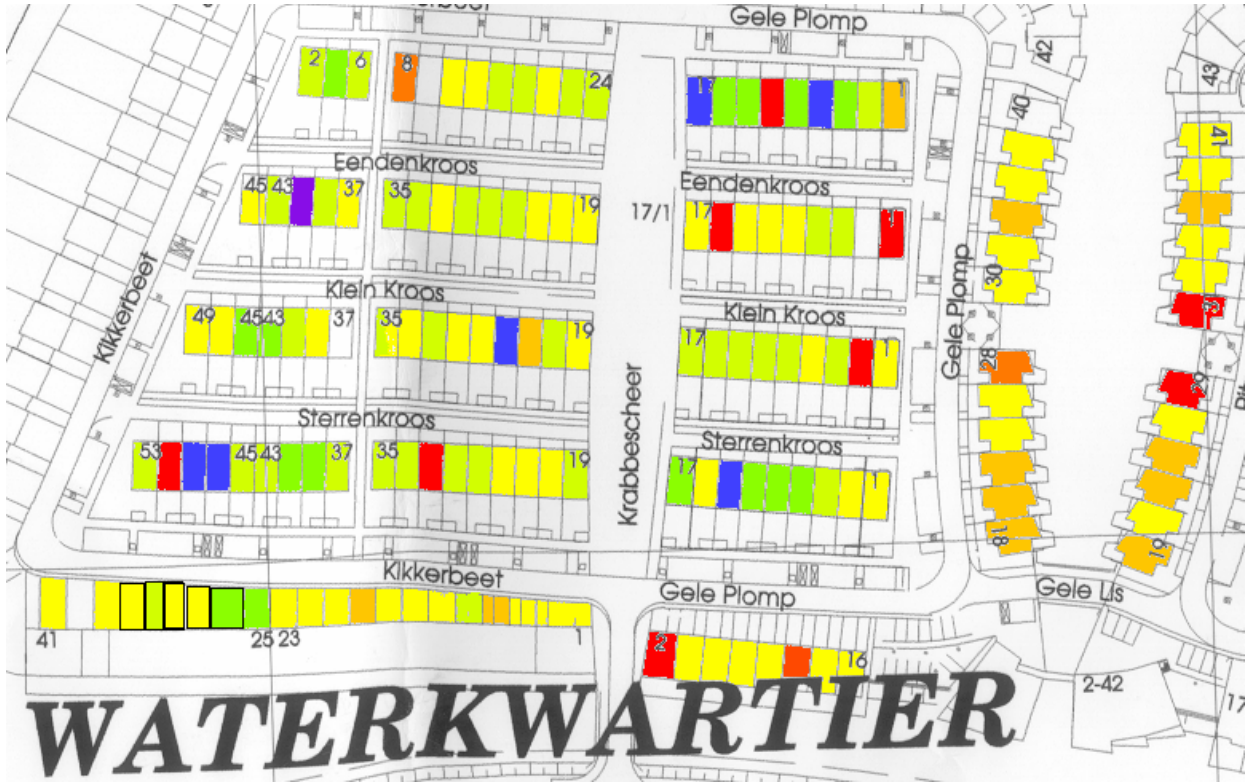 Gele Plomp
42
43
2 6
8
24
1
40
41
Eendenkroos
Eendenkroos
45 43 37
35
19
17/1
17
Kikkerbeet
Klein Kroos
Klein Kroos
Gele Plomp
30
49 45 43 37
35
19
17
1
28
29
Krabbescheer
Sterrenkroos
Sterrenkroos
53 45 43 37
35
19
17
1
18
19
Kikkerbeet
Gele Plomp
Gele Lis
41
25 23
1
2
16
2-42
17
WATERKWARTIER